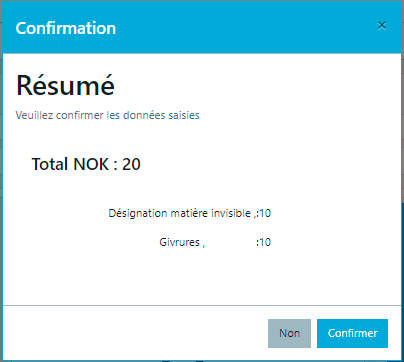 Confirmation ×
Résumé
Veuillez confirmer les données saisies
Total NOK : 20
Désignation matière invisible ,:10
Givrures , :10
Non Confirmer